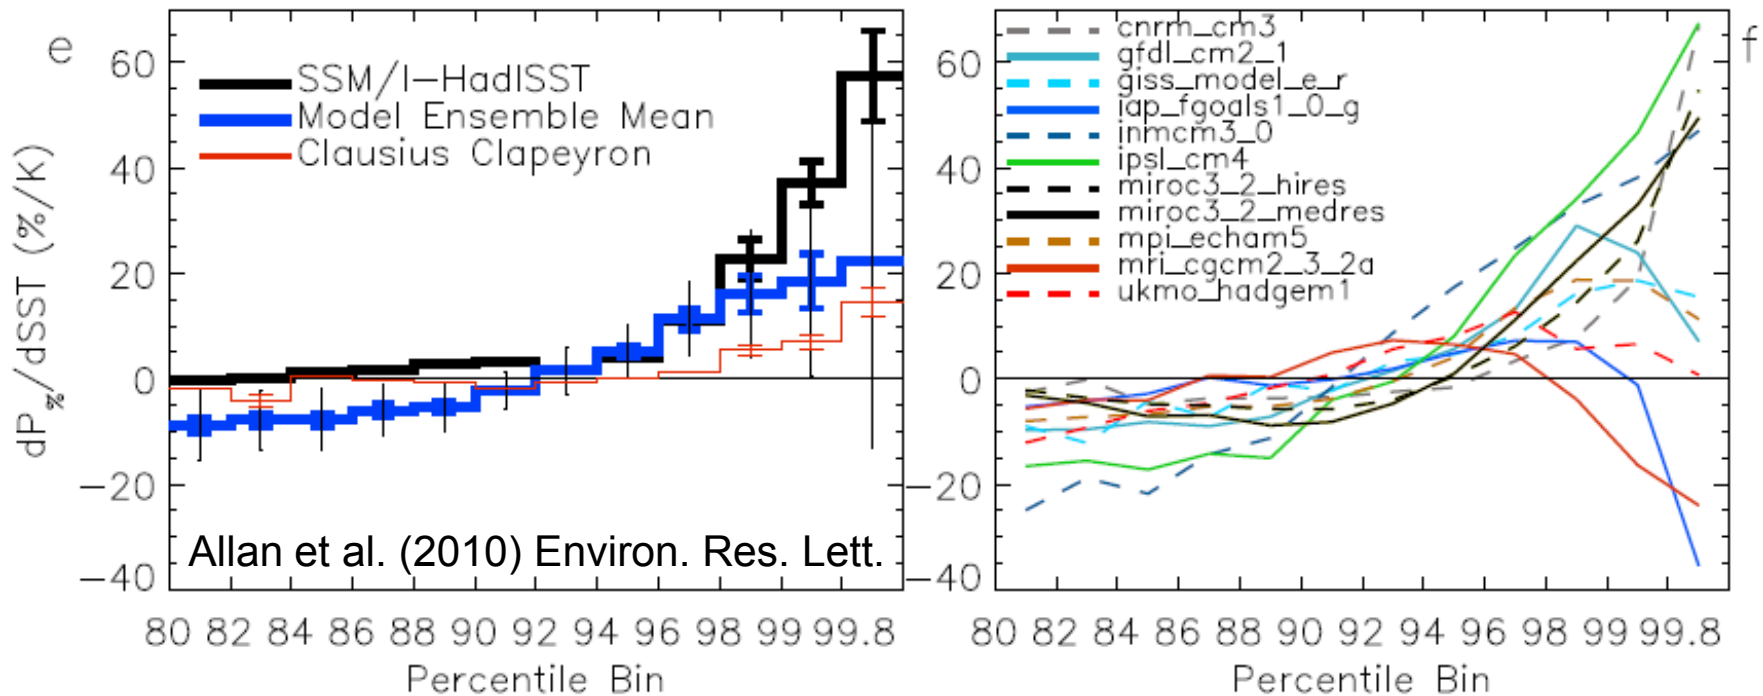 e
dP%/dSST (%/K)
60
40
20
0
−20
−40
SSM/I−HadISST
Model Ensemble Mean
Clausius Clapeyron
Allan et al. (2010) Environ. Res. Lett.
80 82 84 86 88 90 92 94 96 98 99 99.8
Percentile Bin
f
60
40
20
0
−20
−40
cnrm_cm3
gfdl_cm2_1
giss_model_e_r
iap_fgoals1_0_g
inmcm3_0
ipsl_cm4
miroc3_2_hires
miroc3_2_medres
mpi_echam5
mri_cgcm2_3_2a
ukmo_hadgem1
80 82 84 86 88 90 92 94 96 98 99 99.8
Percentile Bin